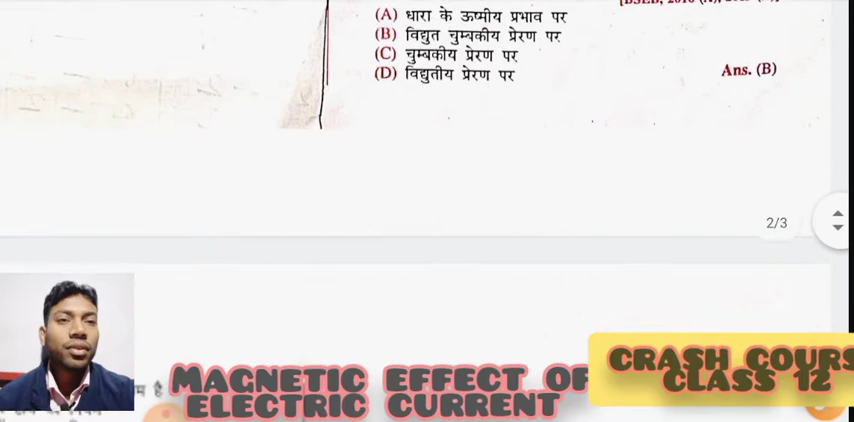 (A) धारा के ऊष्मीय प्रभाव पर
(B) विद्युत चुम्बकीय प्रेरण पर
(C) चुम्बकीय प्रेरण पर
(D) विद्युतीय प्रेरण पर
Ans. (B)
2/3
MAGNETIC EFFECT OF
ELECTRIC CURRENT
CRASH COURS
CLASS 12